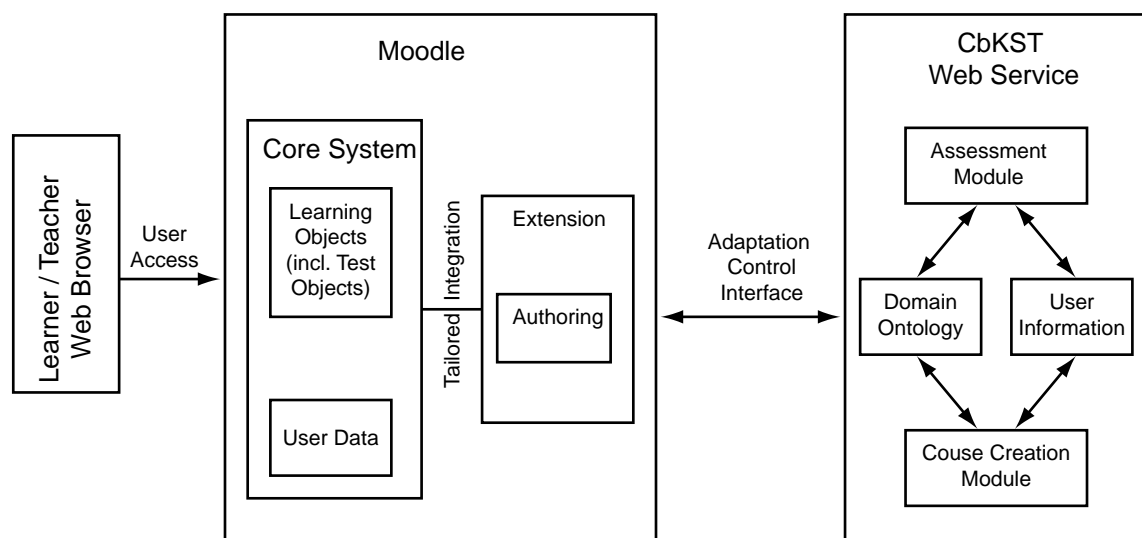 Learner / Teacher
Web Browser
User
Access
Moodle
Core System
Learning
Objects
(incl. Test
Objects)
User Data
Tailored Integration
Extension
Authoring
Adaptation
Control
Interface
CbKST
Web Service
Assessment
Module
Domain
Ontology
User
Information
Couse Creation
Module